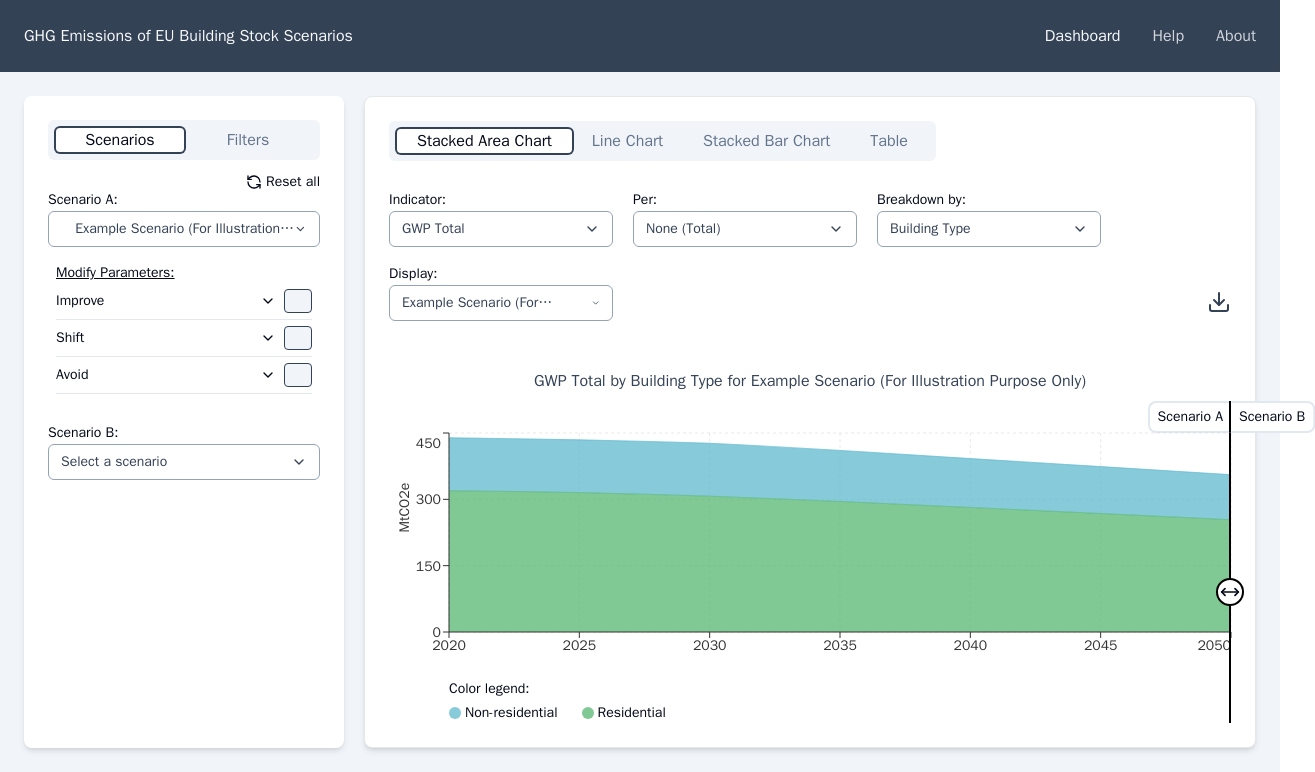 GHG Emissions of EU Building Stock Scenarios
Dashboard
Help
About
Scenarios
Filters
Reset all
Scenario A:
Example Scenario (For Illustration⋯
Modify Parameters:
Improve
Shift
Avoid
Scenario B:
Select a scenario
Stacked Area Chart
Line Chart
Stacked Bar Chart
Table
Indicator:
Per:
Breakdown by:
GWP Total
None (Total)
Building Type
Display:
Example Scenario (For⋯
GWP Total by Building Type for Example Scenario (For Illustration Purpose Only)
Scenario A
Scenario B
450
300
150
0
MtCO2e
2020
2025
2030
2035
2040
2045
2050
Color legend:
Non-residential
Residential